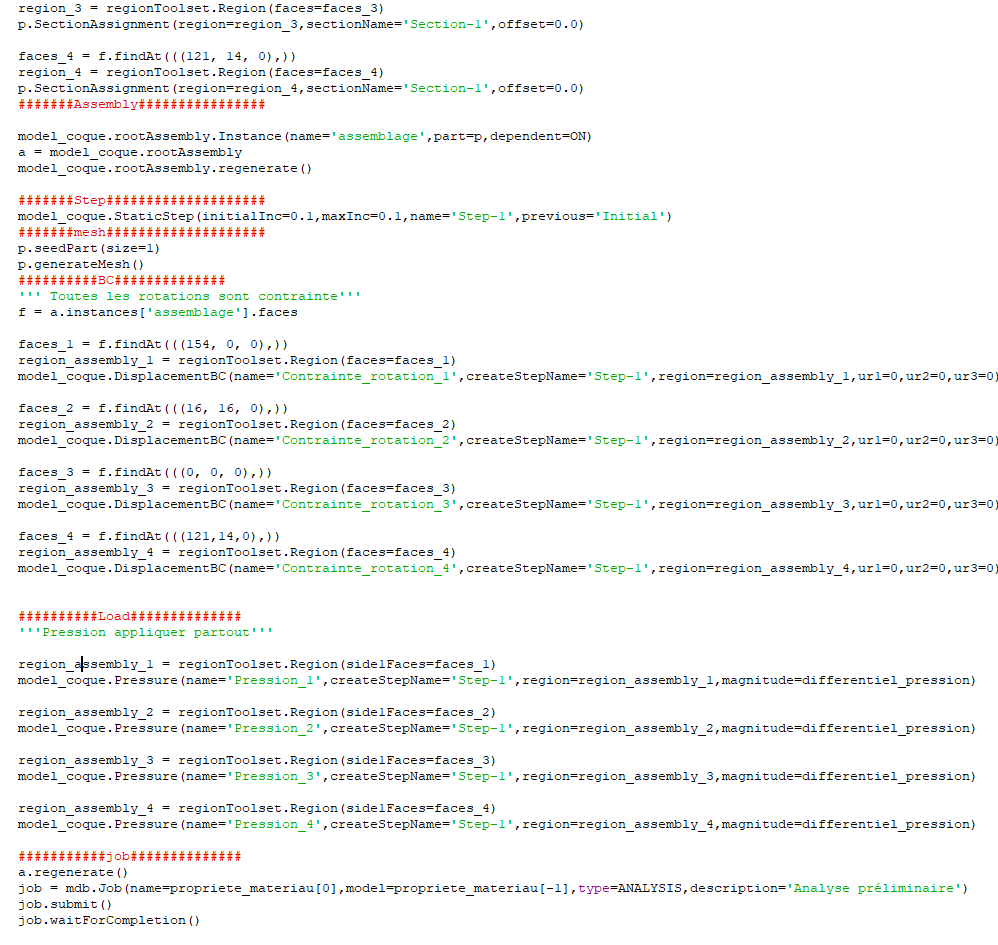 region_3 = regionToolset.Region(faces=faces_3)
p.SectionAssignment(region=region_3,sectionName='Section-1',offset=0.0)
faces_4 = f.findAt(((121, 14, 0),))
region_4 = regionToolset.Region(faces=faces_4)
p.SectionAssignment(region=region_4,sectionName='Section-1',offset=0.0)
#######Assembly################
model_coque.rootAssembly.Instance(name='assemblage',part=p,dependent=ON)
a = model_coque.rootAssembly
model_coque.rootAssembly.regenerate()
#######Step####################
model_coque.StaticStep(initialInc=0.1,maxInc=0.1,name='Step-1',previous='Initial')
#######mesh####################
p.seedPart(size=1)
p.generateMesh()
##########BC##############
''' Toutes les rotations sont contrainte'''
f = a.instances['assemblage'].faces
faces_1 = f.findAt(((154, 0, 0),))
region_assembly_1 = regionToolset.Region(faces=faces_1)
model_coque.DisplacementBC(name='Contrainte_rotation_1',createStepName='Step-1',region=region_assembly_1,ur1=0,ur2=0,ur3=0)
faces_2 = f.findAt(((16, 16, 0),))
region_assembly_2 = regionToolset.Region(faces=faces_2)
model_coque.DisplacementBC(name='Contrainte_rotation_2',createStepName='Step-1',region=region_assembly_2,ur1=0,ur2=0,ur3=0)
faces_3 = f.findAt(((0, 0, 0),))
region_assembly_3 = regionToolset.Region(faces=faces_3)
model_coque.DisplacementBC(name='Contrainte_rotation_3',createStepName='Step-1',region=region_assembly_3,ur1=0,ur2=0,ur3=0)
faces_4 = f.findAt(((121,14,0),))
region_assembly_4 = regionToolset.Region(faces=faces_4)
model_coque.DisplacementBC(name='Contrainte_rotation_4',createStepName='Step-1',region=region_assembly_4,ur1=0,ur2=0,ur3=0)
##########Load##############
'''Pression appliquer partout'''
region_assembly_1 = regionToolset.Region(side1Faces=faces_1)
model_coque.Pressure(name='Pression_1',createStepName='Step-1',region=region_assembly_1,magnitude=differentiel_pression)
region_assembly_2 = regionToolset.Region(side1Faces=faces_2)
model_coque.Pressure(name='Pression_2',createStepName='Step-1',region=region_assembly_2,magnitude=differentiel_pression)
region_assembly_3 = regionToolset.Region(side1Faces=faces_3)
model_coque.Pressure(name='Pression_3',createStepName='Step-1',region=region_assembly_3,magnitude=differentiel_pression)
region_assembly_4 = regionToolset.Region(side1Faces=faces_4)
model_coque.Pressure(name='Pression_4',createStepName='Step-1',region=region_assembly_4,magnitude=differentiel_pression)
###########job##############
a.regenerate()
job = mdb.Job(name=propriete_materiau[0],model=propriete_materiau[-1],type=ANALYSIS,description='Analyse préliminaire')
job.submit()
job.waitForCompletion()